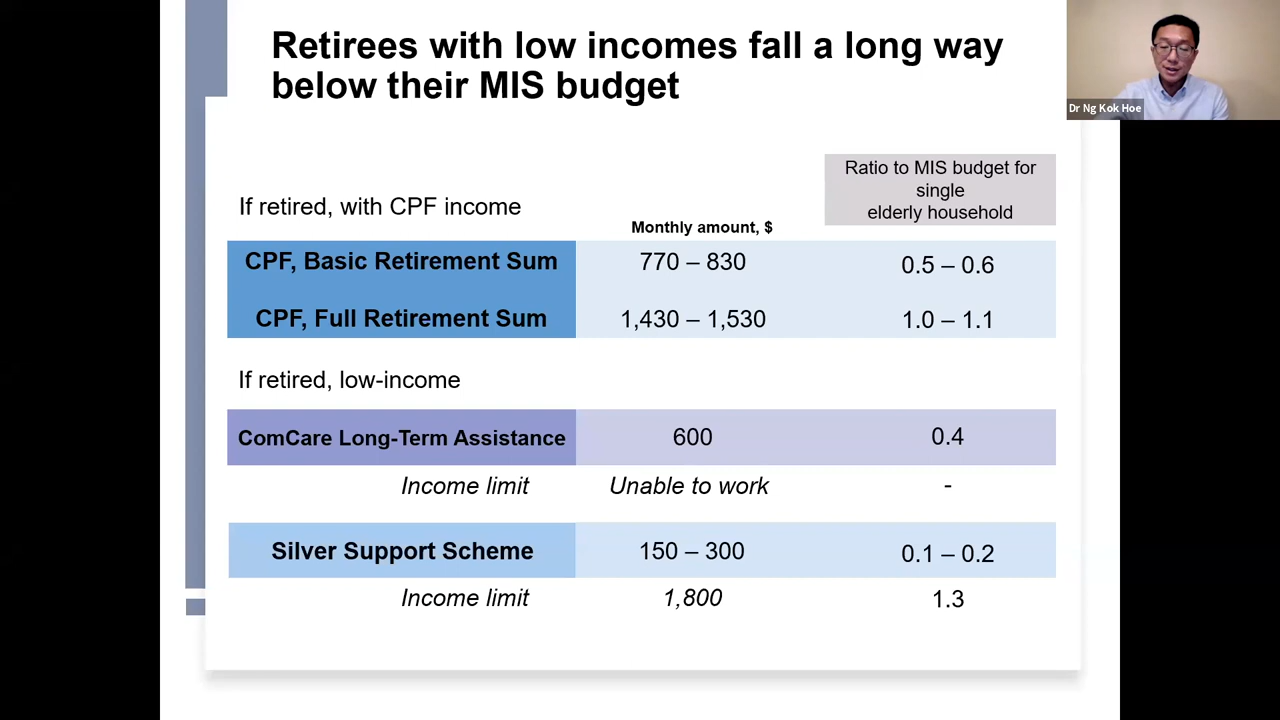 Retirees with low incomes fall a long way
below their MIS budget
Dr Ng Kok Hoe
Ratio to MIS budget for
single
elderly household
If retired, with CPF income
Monthly amount, $
CPF, Basic Retirement Sum 770 – 830 0.5 – 0.6
CPF, Full Retirement Sum 1,430 – 1,530 1.0 – 1.1
If retired, low-income
ComCare Long-Term Assistance 600 0.4
Income limit Unable to work -
Silver Support Scheme 150 – 300 0.1 – 0.2
Income limit 1,800 1.3